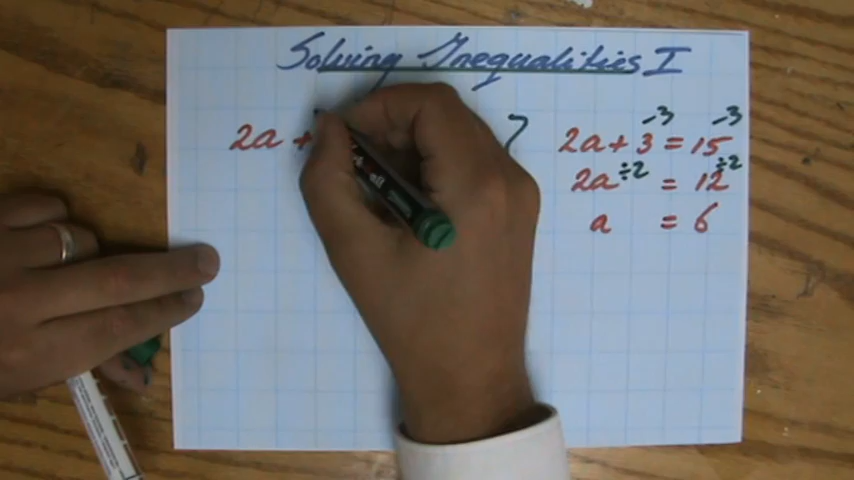 Solving Inequalities I
2a +
-3 -3
2a + 3 = 15
÷2 ÷2
2a = 12
a = 6